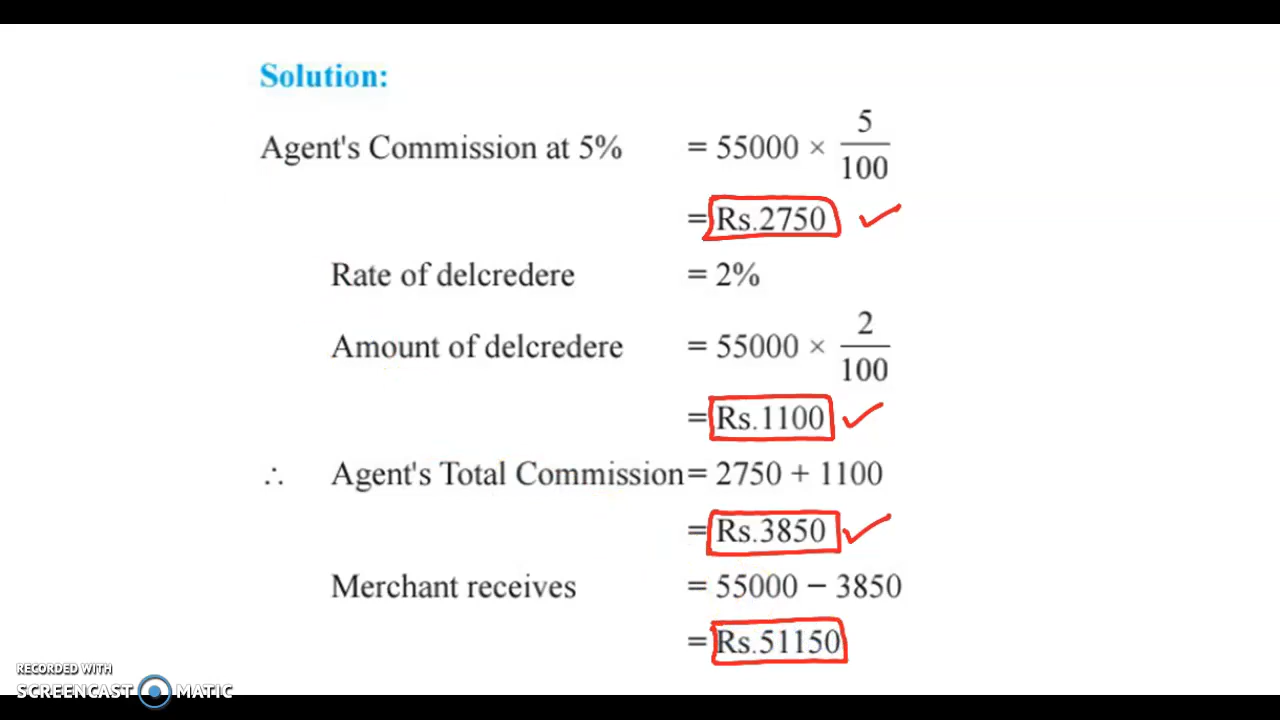 Solution:
Agent's Commission at 5% = 55000 × 5/100
= Rs.2750
Rate of delcredere = 2%
Amount of delcredere = 55000 × 2/100
= Rs.1100
∴ Agent's Total Commission = 2750 + 1100
= Rs.3850
Merchant receives = 55000 − 3850
= Rs.51150
RECORDED WITH
SCREENCAST MATIC